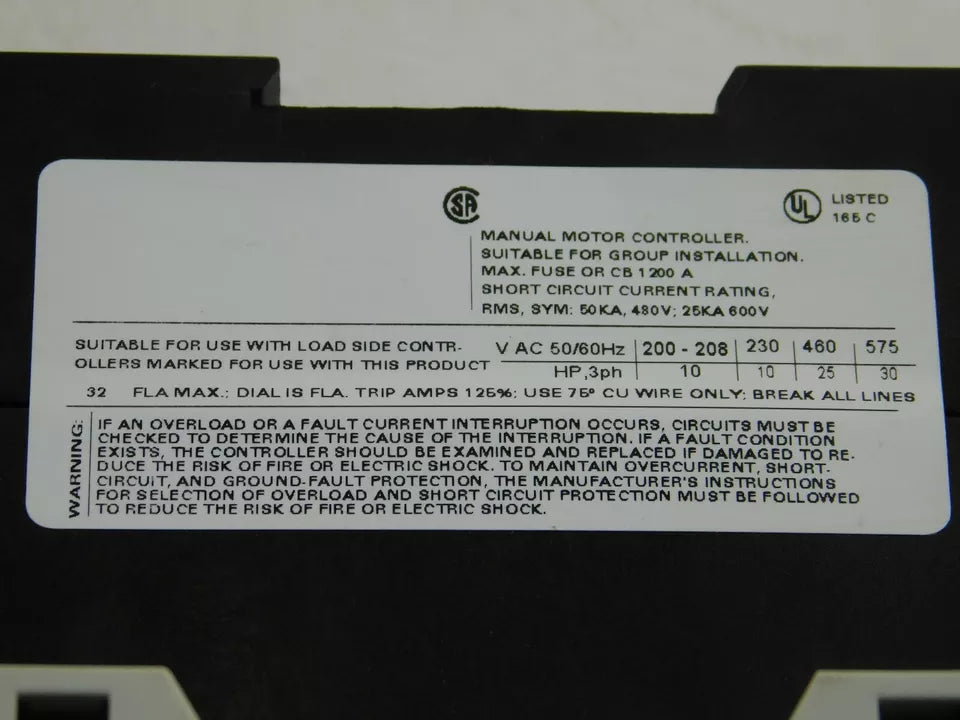 SA
UL LISTED
165 C
MANUAL MOTOR CONTROLLER.
SUITABLE FOR GROUP INSTALLATION.
MAX. FUSE OR CB 1200 A
SHORT CIRCUIT CURRENT RATING,
RMS, SYM: 50KA, 480V; 25KA 600V
SUITABLE FOR USE WITH LOAD SIDE CONTR-
OLLERS MARKED FOR USE WITH THIS PRODUCT
V AC 50/60Hz 200 - 208 230 460 575
HP,3ph 10 10 25 30
32 FLA MAX.; DIAL IS FLA. TRIP AMPS 125%; USE 75° CU WIRE ONLY; BREAK ALL LINES
WARNING:
IF AN OVERLOAD OR A FAULT CURRENT INTERRUPTION OCCURS, CIRCUITS MUST BE
CHECKED TO DETERMINE THE CAUSE OF THE INTERRUPTION. IF A FAULT CONDITION
EXISTS, THE CONTROLLER SHOULD BE EXAMINED AND REPLACED IF DAMAGED TO RE-
DUCE THE RISK OF FIRE OR ELECTRIC SHOCK. TO MAINTAIN OVERCURRENT, SHORT-
CIRCUIT, AND GROUND-FAULT PROTECTION, THE MANUFACTURER'S INSTRUCTIONS
FOR SELECTION OF OVERLOAD AND SHORT CIRCUIT PROTECTION MUST BE FOLLOWED
TO REDUCE THE RISK OF FIRE OR ELECTRIC SHOCK.